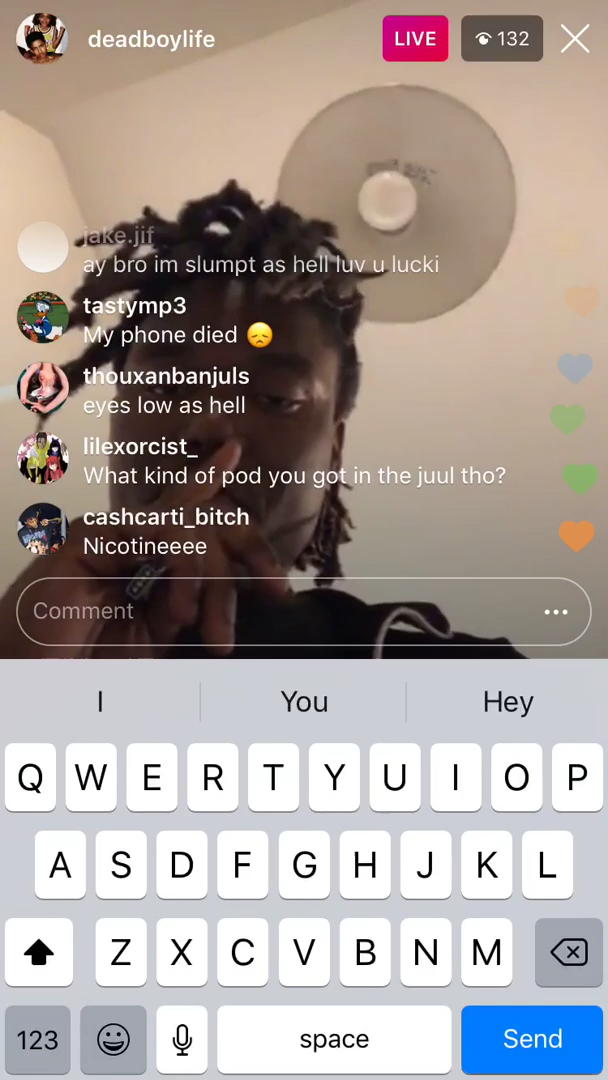 deadboylife
LIVE
132
jake.jif
ay bro im slumpt as hell luv u lucki
tastymp3
My phone died 😞
thouxanbanjuls
eyes low as hell
lilexorcist_
What kind of pod you got in the juul tho?
cashcarti_bitch
Nicotineeee
Comment
I You Hey
Q W E R T Y U I O P
A S D F G H J K L
Z X C V B N M
123 space Send